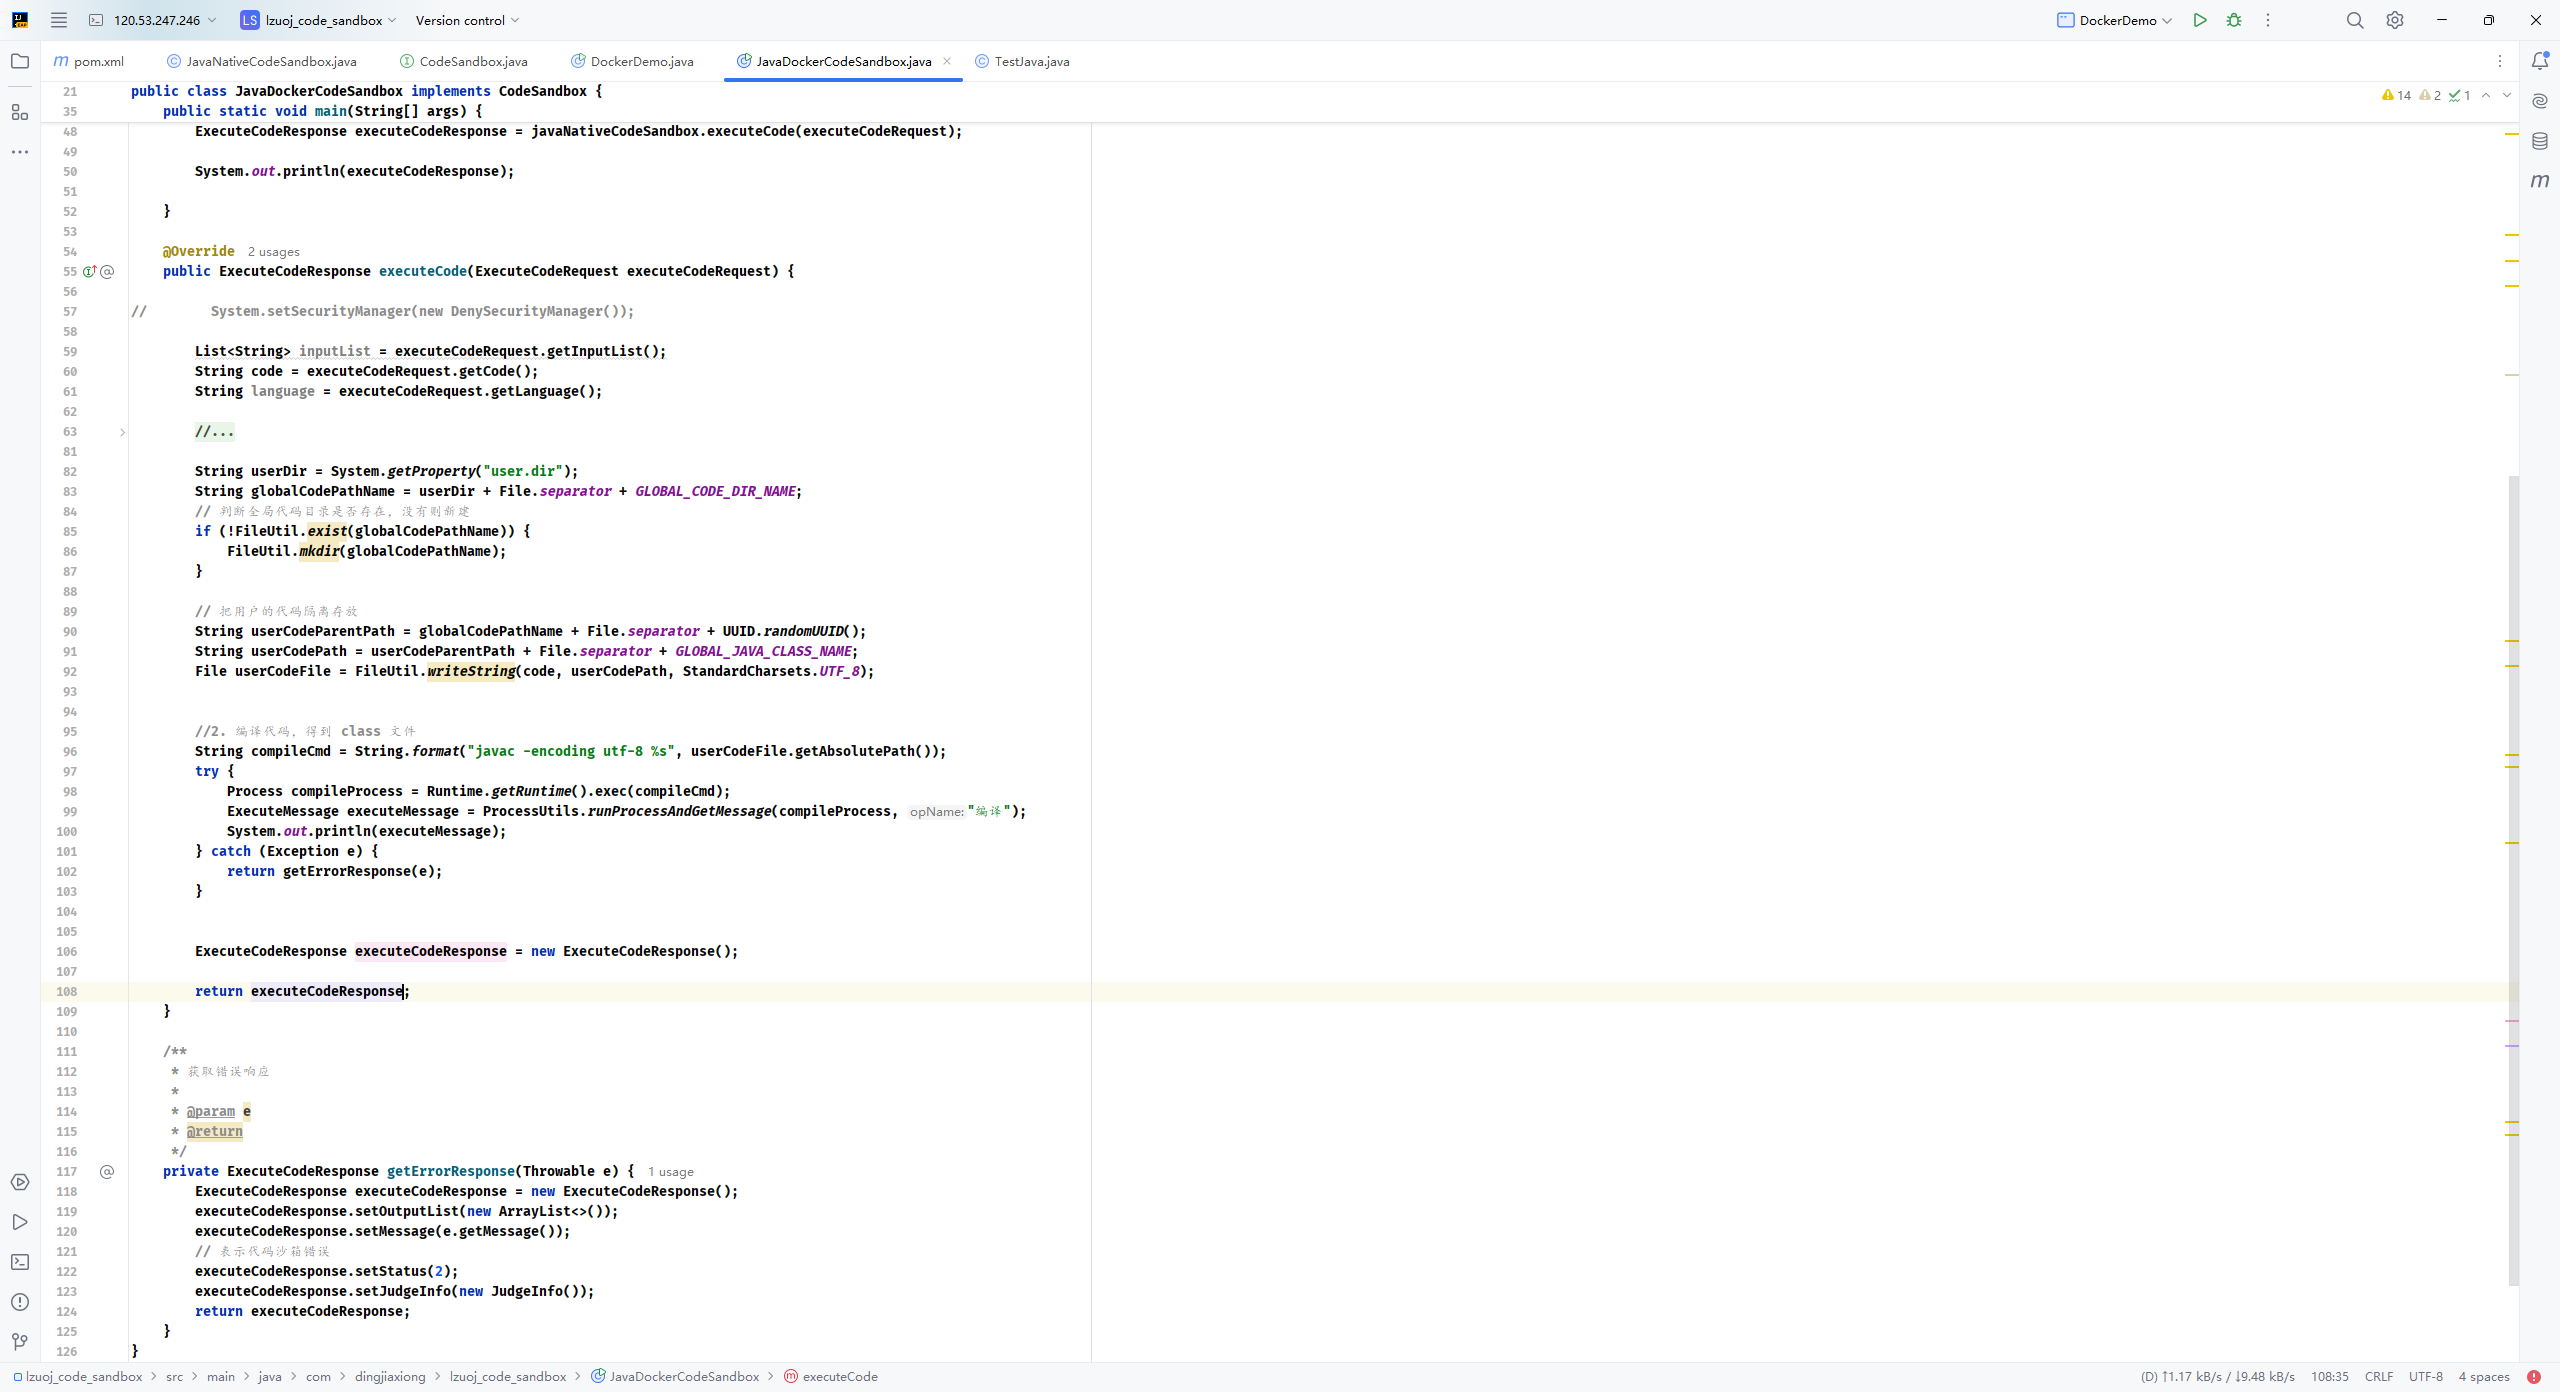 120.53.247.246 LS lzuoj_code_sandbox Version control DockerDemo
pom.xml JavaNativeCodeSandbox.java CodeSandbox.java DockerDemo.java JavaDockerCodeSandbox.java TestJava.java
21 public class JavaDockerCodeSandbox implements CodeSandbox { 14 2 1
35 public static void main(String[] args) {
48 ExecuteCodeResponse executeCodeResponse = javaNativeCodeSandbox.executeCode(executeCodeRequest);
49
50 System.out.println(executeCodeResponse);
51
52 }
53
54 @Override 2 usages
55 public ExecuteCodeResponse executeCode(ExecuteCodeRequest executeCodeRequest) {
56
57 // System.setSecurityManager(new DenySecurityManager());
58
59 List<String> inputList = executeCodeRequest.getInputList();
60 String code = executeCodeRequest.getCode();
61 String language = executeCodeRequest.getLanguage();
62
63 //...
81
82 String userDir = System.getProperty("user.dir");
83 String globalCodePathName = userDir + File.separator + GLOBAL_CODE_DIR_NAME;
84 // 判断全局代码目录是否存在，没有则新建
85 if (!FileUtil.exist(globalCodePathName)) {
86 FileUtil.mkdir(globalCodePathName);
87 }
88
89 // 把用户的代码隔离存放
90 String userCodeParentPath = globalCodePathName + File.separator + UUID.randomUUID();
91 String userCodePath = userCodeParentPath + File.separator + GLOBAL_JAVA_CLASS_NAME;
92 File userCodeFile = FileUtil.writeString(code, userCodePath, StandardCharsets.UTF_8);
93
94
95 //2. 编译代码，得到 class 文件
96 String compileCmd = String.format("javac -encoding utf-8 %s", userCodeFile.getAbsolutePath());
97 try {
98 Process compileProcess = Runtime.getRuntime().exec(compileCmd);
99 ExecuteMessage executeMessage = ProcessUtils.runProcessAndGetMessage(compileProcess, opName: "编译");
100 System.out.println(executeMessage);
101 } catch (Exception e) {
102 return getErrorResponse(e);
103 }
104
105
106 ExecuteCodeResponse executeCodeResponse = new ExecuteCodeResponse();
107
108 return executeCodeResponse;
109 }
110
111 /**
112 * 获取错误响应
113 *
114 * @param e
115 * @return
116 */
117 private ExecuteCodeResponse getErrorResponse(Throwable e) { 1 usage
118 ExecuteCodeResponse executeCodeResponse = new ExecuteCodeResponse();
119 executeCodeResponse.setOutputList(new ArrayList<>());
120 executeCodeResponse.setMessage(e.getMessage());
121 // 表示代码沙箱错误
122 executeCodeResponse.setStatus(2);
123 executeCodeResponse.setJudgeInfo(new JudgeInfo());
124 return executeCodeResponse;
125 }
126 }
lzuoj_code_sandbox > src > main > java > com > dingjiaxiong > lzuoj_code_sandbox > JavaDockerCodeSandbox > executeCode (D) ↑1.17 kB/s / ↓9.48 kB/s 108:35 CRLF UTF-8 4 spaces